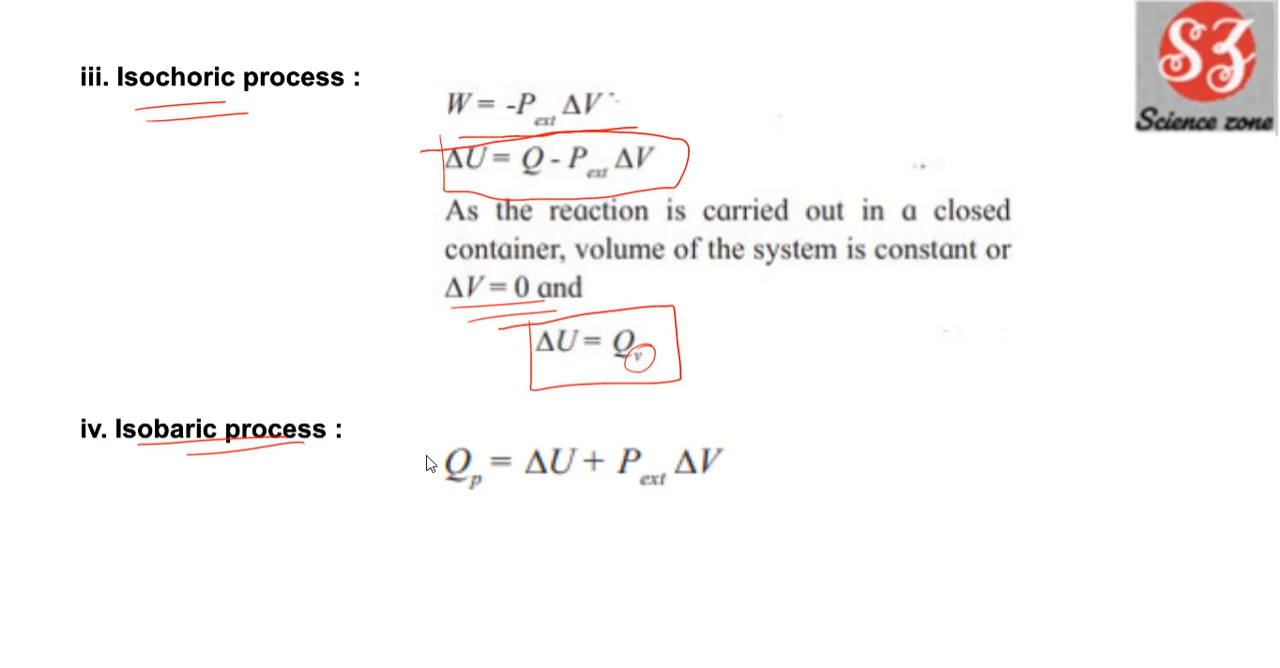 SZ
Science zone
iii. Isochoric process :
W = -P_ext ΔV
ΔU = Q - P_ext ΔV
As the reaction is carried out in a closed
container, volume of the system is constant or
ΔV = 0 and
ΔU = Q_v
iv. Isobaric process :
Q_p = ΔU + P_ext ΔV